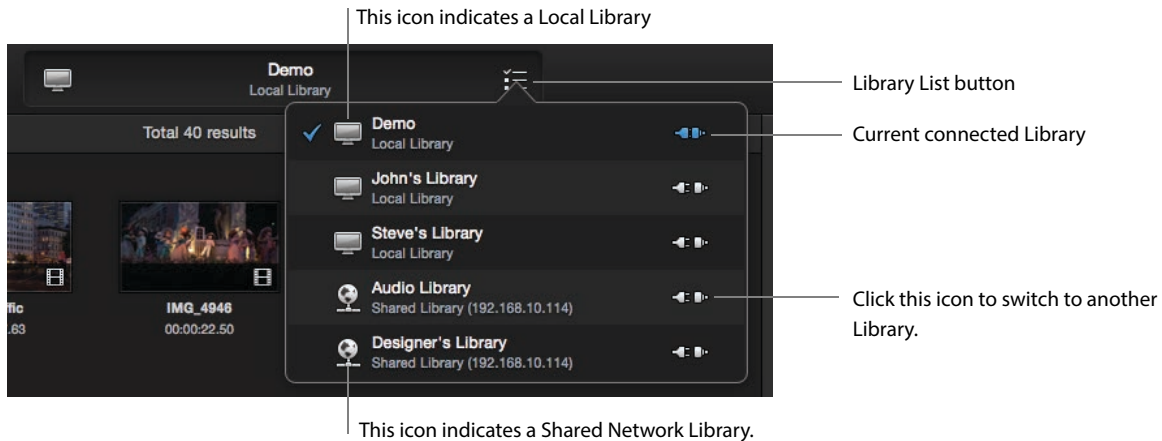 This icon indicates a Local Library
Demo
Local Library
Library List button
Total 40 results
Demo
Local Library
Current connected Library
John's Library
Local Library
Steve's Library
Local Library
Audio Library
Shared Library (192.168.10.114)
Click this icon to switch to another
Library.
ffic
.63
IMG_4946
00:00:22.50
Designer's Library
Shared Library (192.168.10.114)
This icon indicates a Shared Network Library.